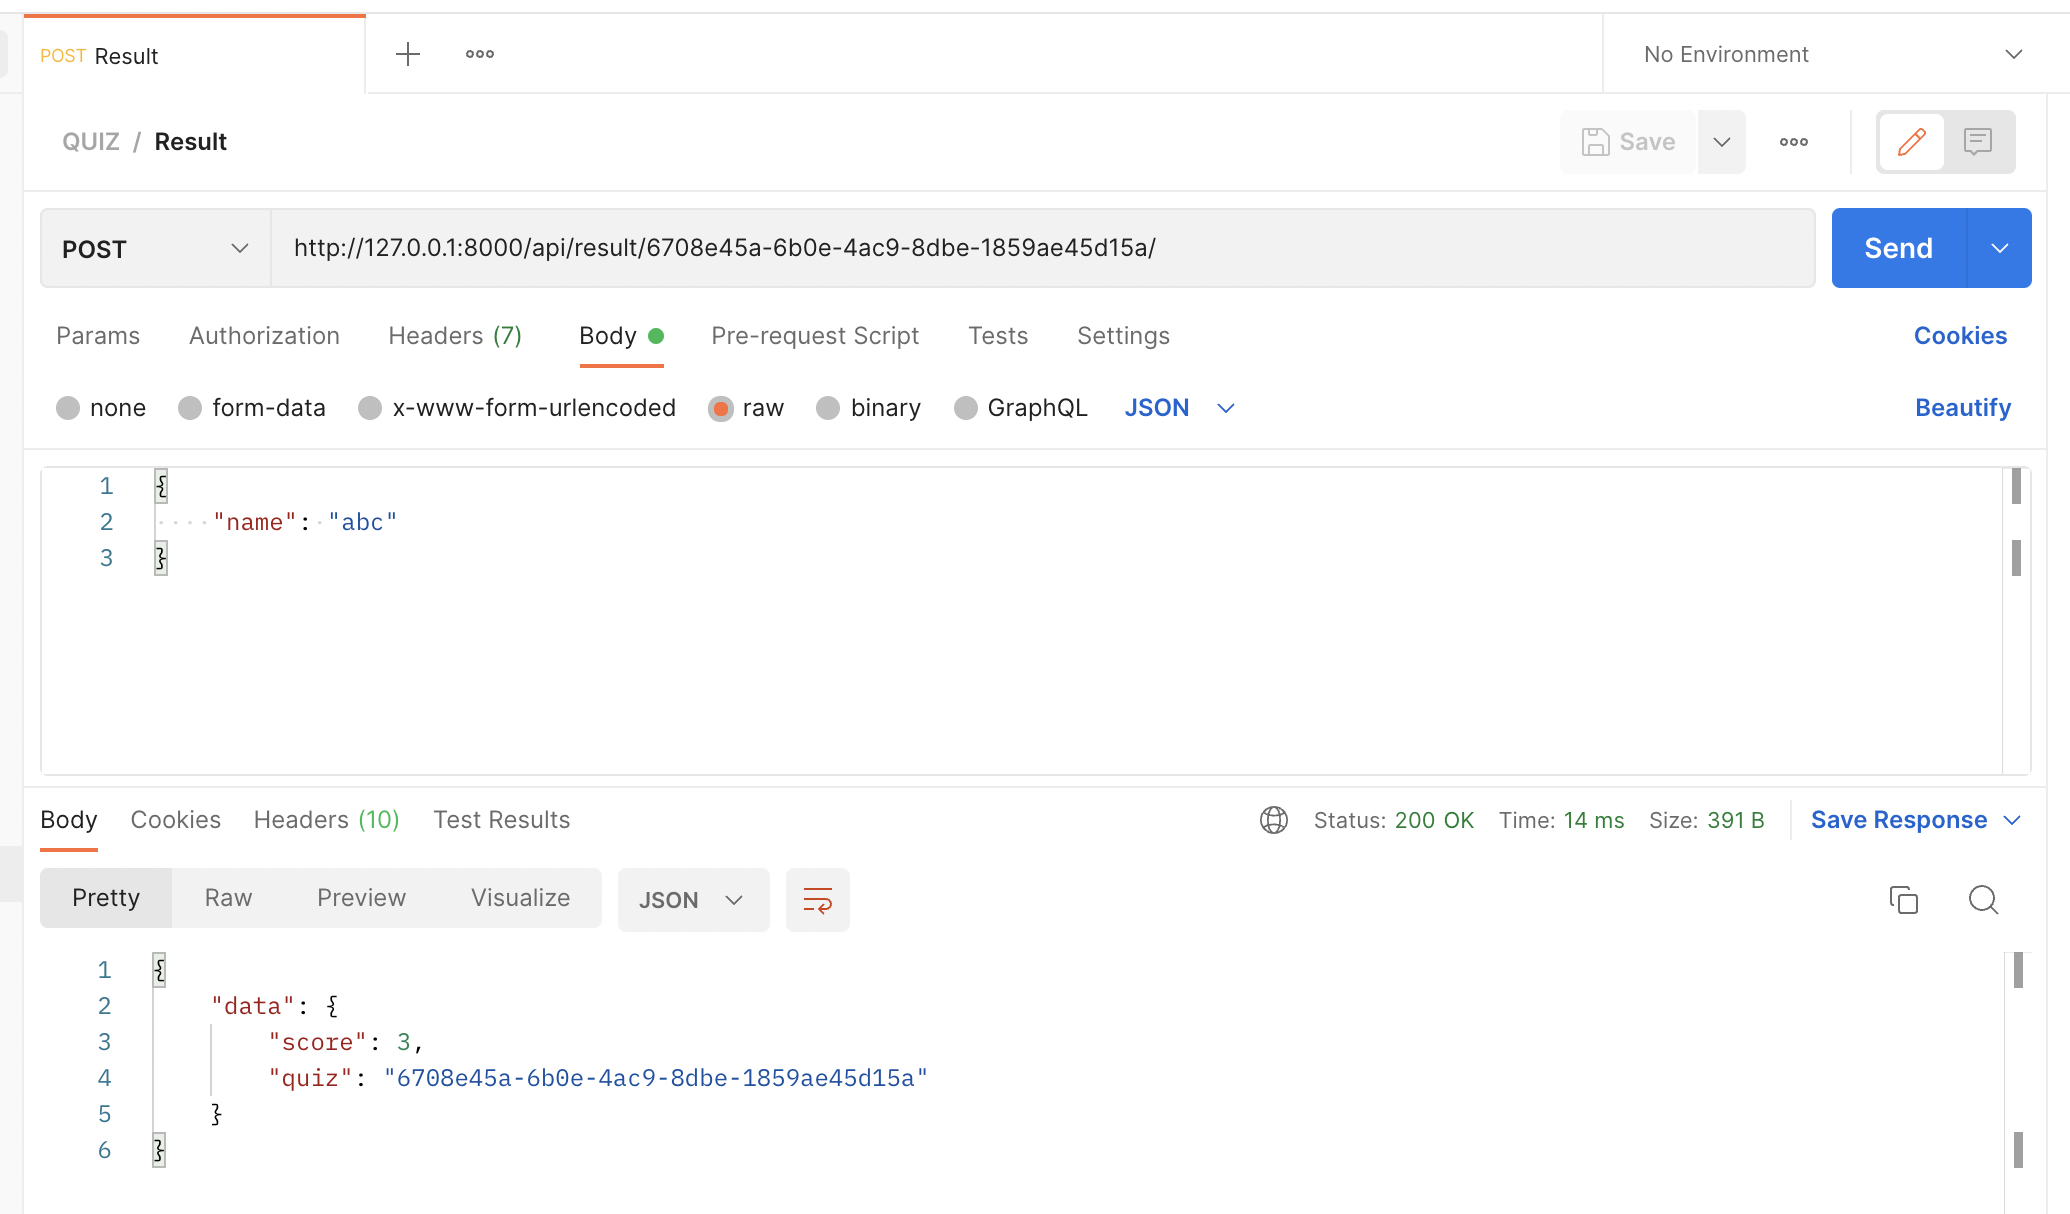 POST Result
No Environment
QUIZ / Result
Save
POST
http://127.0.0.1:8000/api/result/6708e45a-6b0e-4ac9-8dbe-1859ae45d15a/
Send
Params Authorization Headers (7) Body Pre-request Script Tests Settings Cookies
none form-data x-www-form-urlencoded raw binary GraphQL JSON Beautify
1 {
2 "name": "abc"
3 }
Body Cookies Headers (10) Test Results Status: 200 OK Time: 14 ms Size: 391 B Save Response
Pretty Raw Preview Visualize JSON
1 {
2 "data": {
3 "score": 3,
4 "quiz": "6708e45a-6b0e-4ac9-8dbe-1859ae45d15a"
5 }
6 }